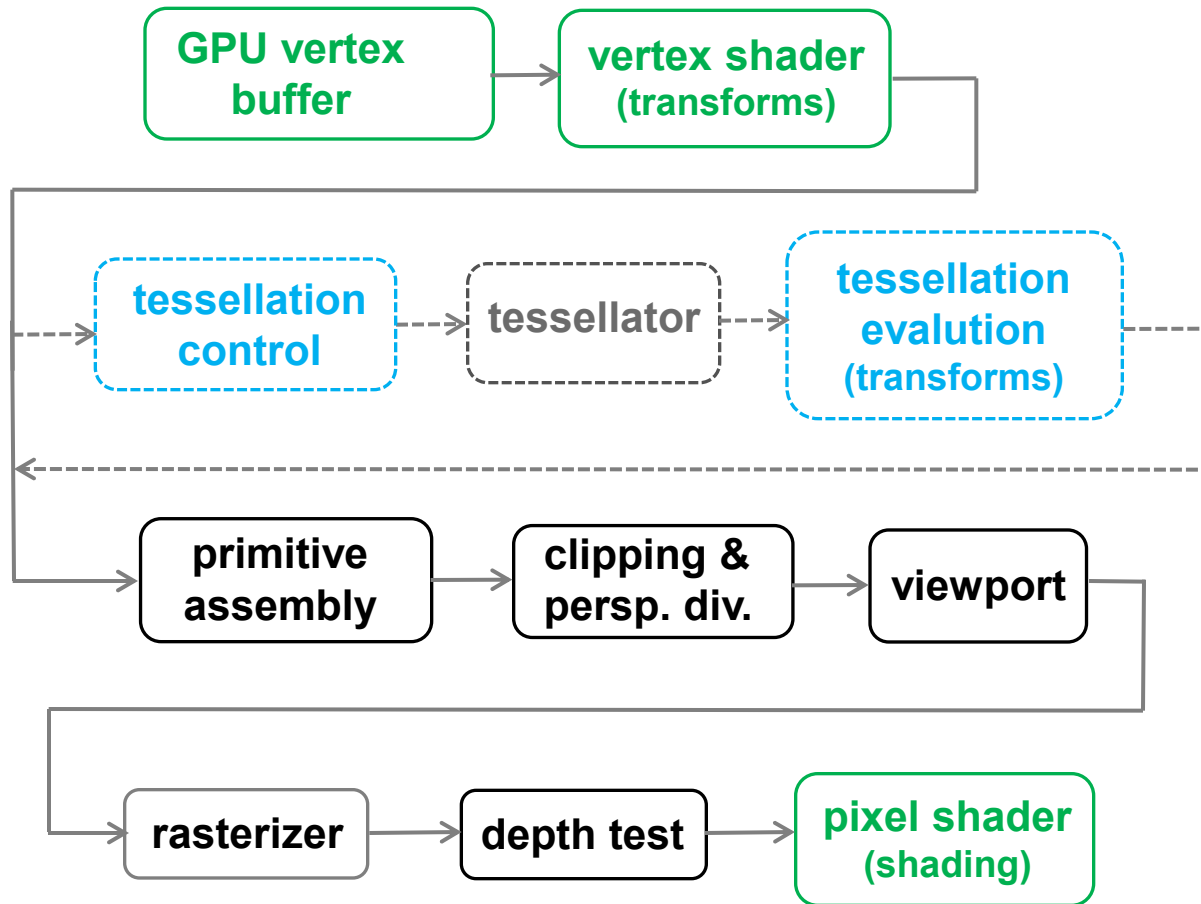 GPU vertex
buffer
vertex shader
(transforms)
tessellation
control
tessellator
tessellation
evalution
(transforms)
primitive
assembly
clipping &
persp. div.
viewport
rasterizer
depth test
pixel shader
(shading)